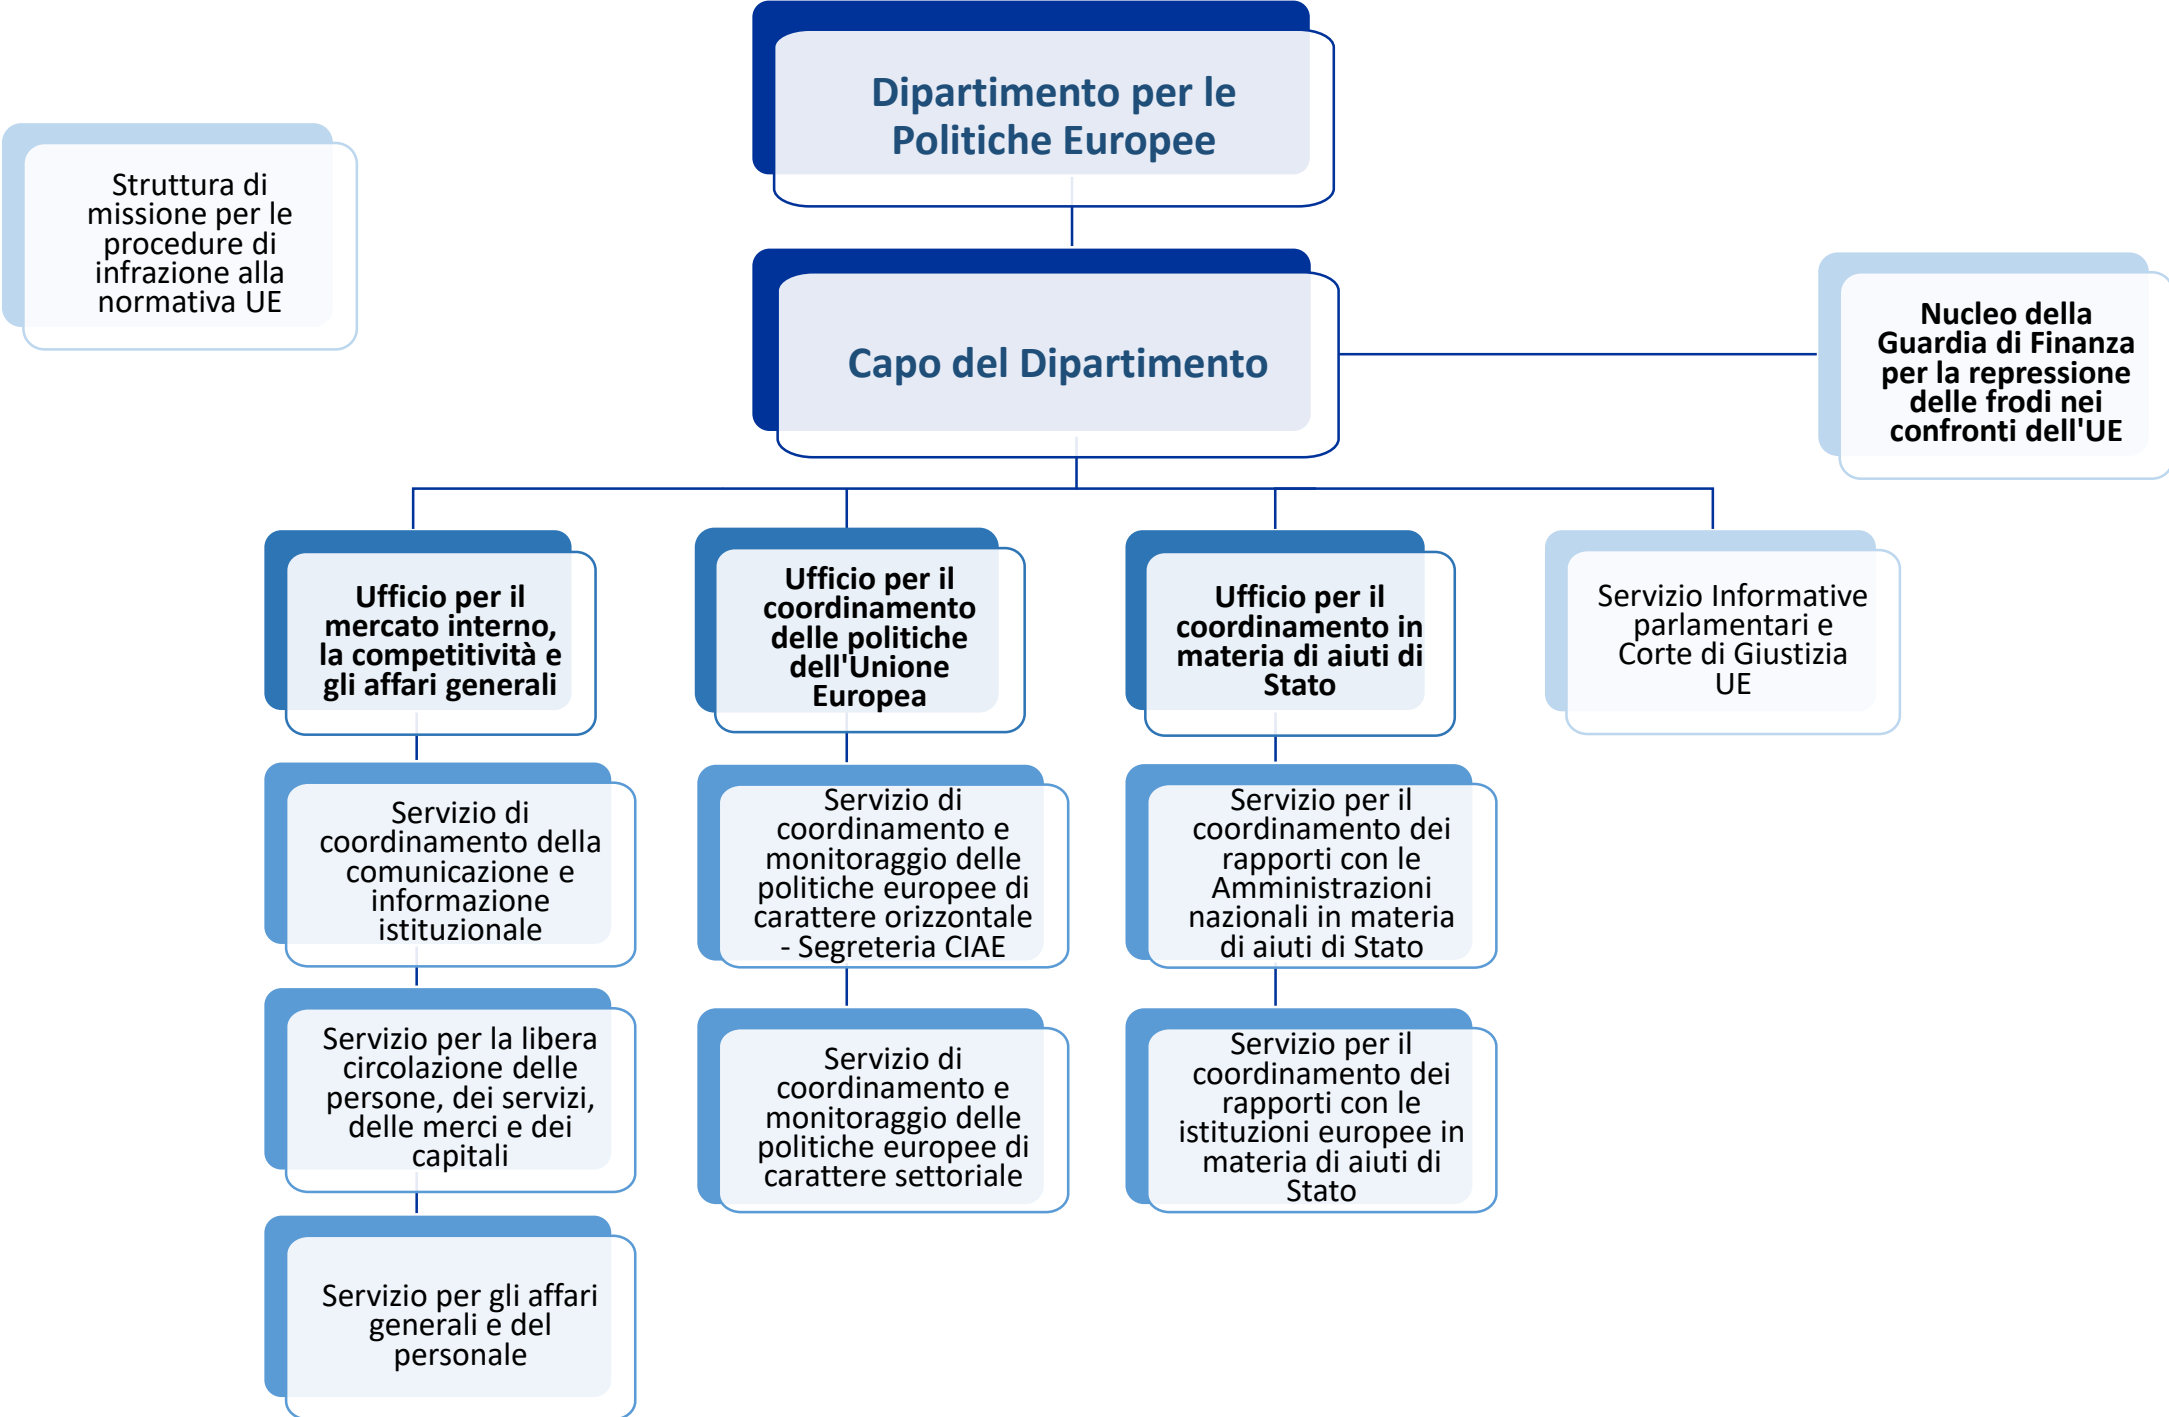 Dipartimento per le
Politiche Europee
Struttura di
missione per le
procedure di
infrazione alla
normativa UE
Capo del Dipartimento
Nucleo della
Guardia di Finanza
per la repressione
delle frodi nei
confronti dell'UE
Ufficio per il
mercato interno,
la competitività e
gli affari generali
Ufficio per il
coordinamento
delle politiche
dell'Unione
Europea
Ufficio per il
coordinamento in
materia di aiuti di
Stato
Servizio Informative
parlamentari e
Corte di Giustizia
UE
Servizio di
coordinamento della
comunicazione e
informazione
istituzionale
Servizio di
coordinamento e
monitoraggio delle
politiche europee di
carattere orizzontale
- Segreteria CIAE
Servizio per il
coordinamento dei
rapporti con le
Amministrazioni
nazionali in materia
di aiuti di Stato
Servizio per la libera
circolazione delle
persone, dei servizi,
delle merci e dei
capitali
Servizio di
coordinamento e
monitoraggio delle
politiche europee di
carattere settoriale
Servizio per il
coordinamento dei
rapporti con le
istituzioni europee in
materia di aiuti di
Stato
Servizio per gli affari
generali e del
personale